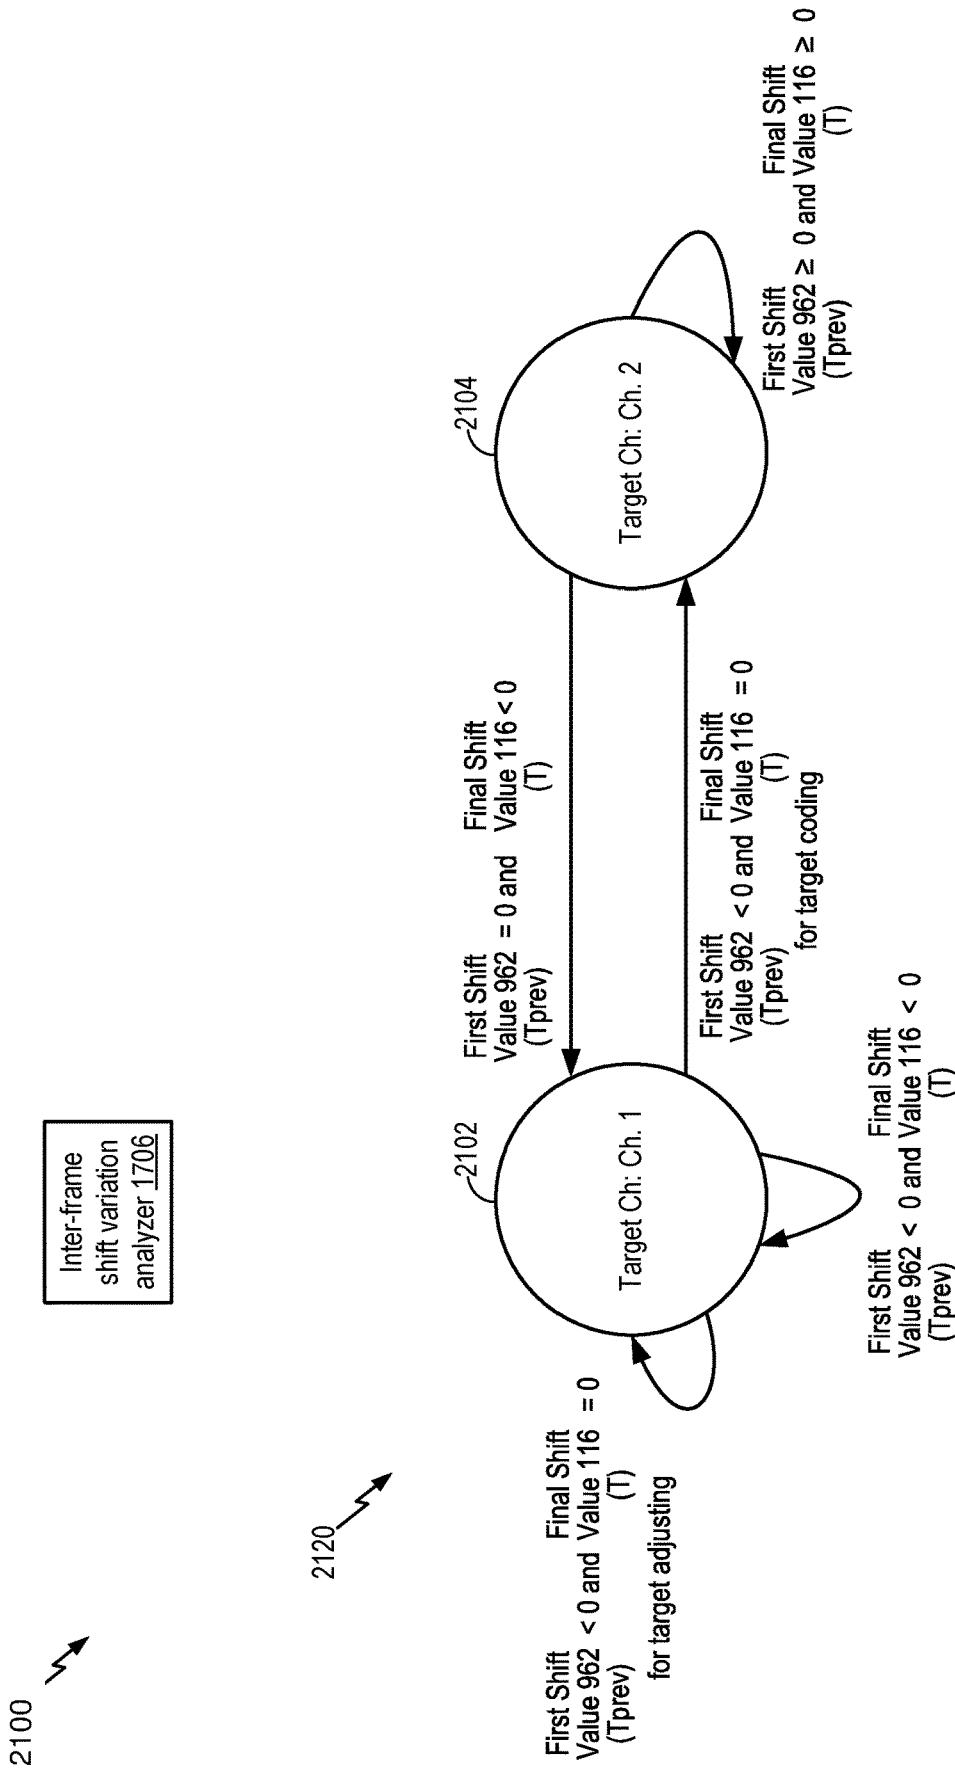 2100
Inter-frame
shift variation
analyzer 1706
2120
2102
Target Ch: Ch. 1
2104
Target Ch: Ch. 2
First Shift Final Shift
Value 962 = 0 and Value 116 < 0
(Tprev) (T)
First Shift Final Shift
Value 962 < 0 and Value 116 = 0
(Tprev) (T)
for target coding
First Shift Final Shift
Value 962 < 0 and Value 116 = 0
(Tprev) (T)
for target adjusting
First Shift Final Shift
Value 962 < 0 and Value 116 < 0
(Tprev) (T)
First Shift Final Shift
Value 962 ≥ 0 and Value 116 ≥ 0
(Tprev) (T)